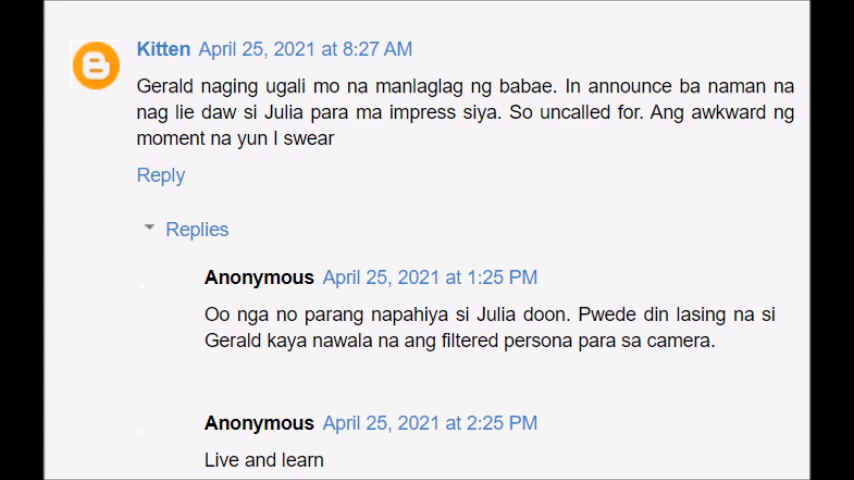 Kitten April 25, 2021 at 8:27 AM
Gerald naging ugali mo na manlaglag ng babae. In announce ba naman na
nag lie daw si Julia para ma impress siya. So uncalled for. Ang awkward ng
moment na yun I swear
Reply
Replies
Anonymous April 25, 2021 at 1:25 PM
Oo nga no parang napahiya si Julia doon. Pwede din lasing na si
Gerald kaya nawala na ang filtered persona para sa camera.
Anonymous April 25, 2021 at 2:25 PM
Live and learn